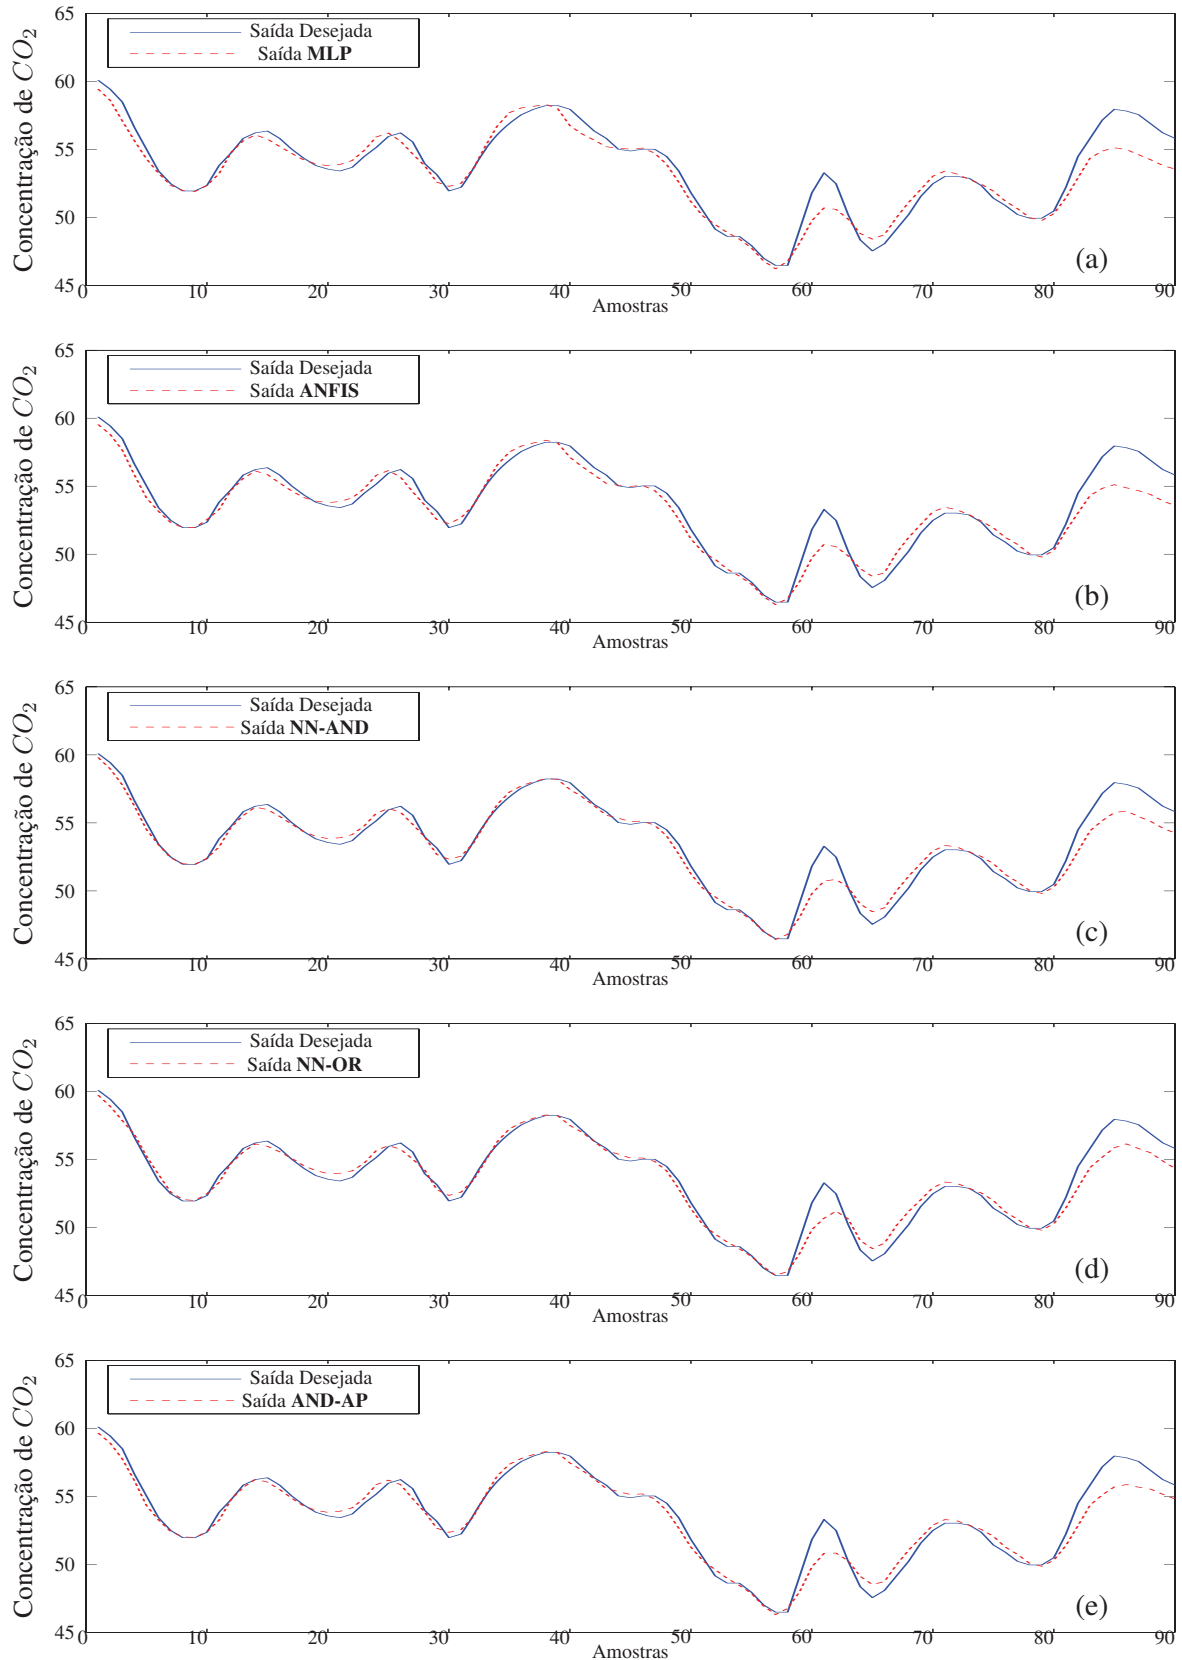 65
Saída Desejada
Saída MLP
60
55
50
45
Concentração de CO2
(a)
0 10 20 30 40 50 60 70 80 90
Amostras
65
Saída Desejada
Saída ANFIS
60
55
50
45
Concentração de CO2
(b)
0 10 20 30 40 50 60 70 80 90
Amostras
65
Saída Desejada
Saída NN-AND
60
55
50
45
Concentração de CO2
(c)
0 10 20 30 40 50 60 70 80 90
Amostras
65
Saída Desejada
Saída NN-OR
60
55
50
45
Concentração de CO2
(d)
0 10 20 30 40 50 60 70 80 90
Amostras
65
Saída Desejada
Saída AND-AP
60
55
50
45
Concentração de CO2
(e)
0 10 20 30 40 50 60 70 80 90
Amostras